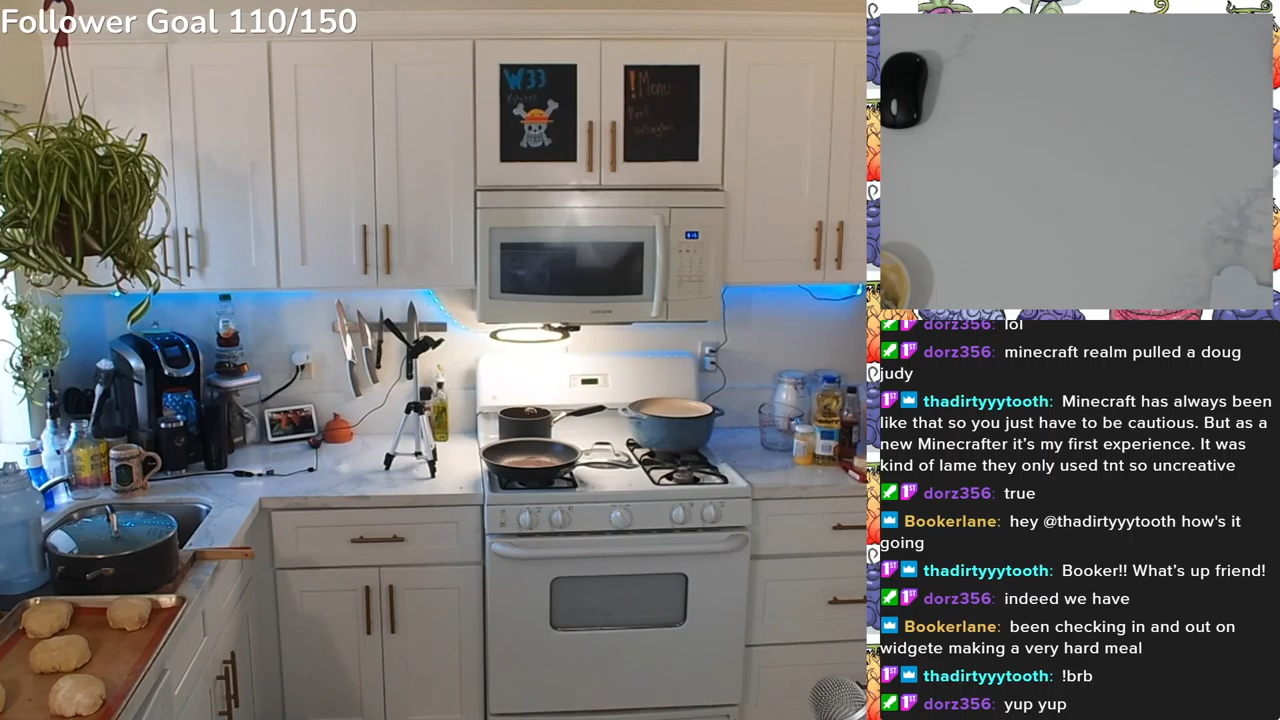 Follower Goal 110/150
W33
Kitchen
! Menu
Beef
Wellington
dorz356: lol
dorz356: minecraft realm pulled a doug
judy
thadirtyyytooth: Minecraft has always been
like that so you just have to be cautious. But as a
new Minecrafter it's my first experience. It was
kind of lame they only used tnt so uncreative
dorz356: true
Bookerlane: hey @thadirtyyytooth how's it
going
thadirtyyytooth: Booker!! What's up friend!
dorz356: indeed we have
Bookerlane: been checking in and out on
widgete making a very hard meal
thadirtyyytooth: !brb
dorz356: yup yup